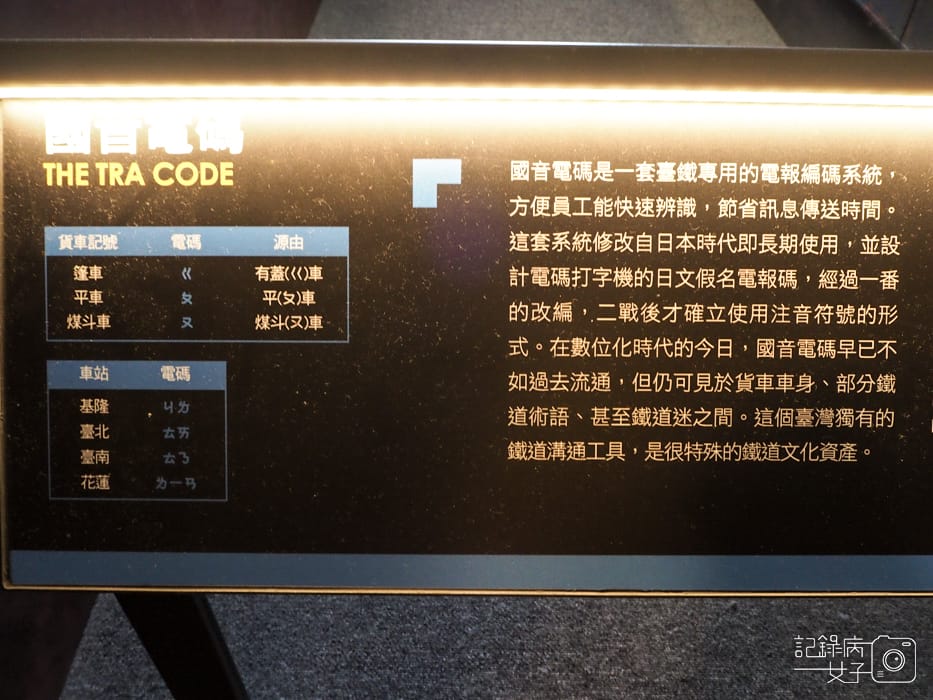 國音電碼
THE TRA CODE
貨車記號 電碼 源由
篷車 ㄍ 有蓋(ㄍ)車
平車 ㄆ 平(ㄆ)車
煤斗車 ㄡ 煤斗(ㄡ)車
車站 電碼
基隆 ㄐㄌ
臺北 ㄊㄞ
臺南 ㄊㄋ
花蓮 ㄌㄧㄢ
國音電碼是一套臺鐵專用的電報編碼系統，
方便員工能快速辨識，節省訊息傳送時間。
這套系統修改自日本時代即長期使用，並設
計電碼打字機的日文假名電報碼，經過一番
的改編，二戰後才確立使用注音符號的形
式。在數位化時代的今日，國音電碼早已不
如過去流通，但仍可見於貨車車身、部分鐵
道術語、甚至鐵道迷之間。這個臺灣獨有的
鐵道溝通工具，是很特殊的鐵道文化資產。
記錄病
女子